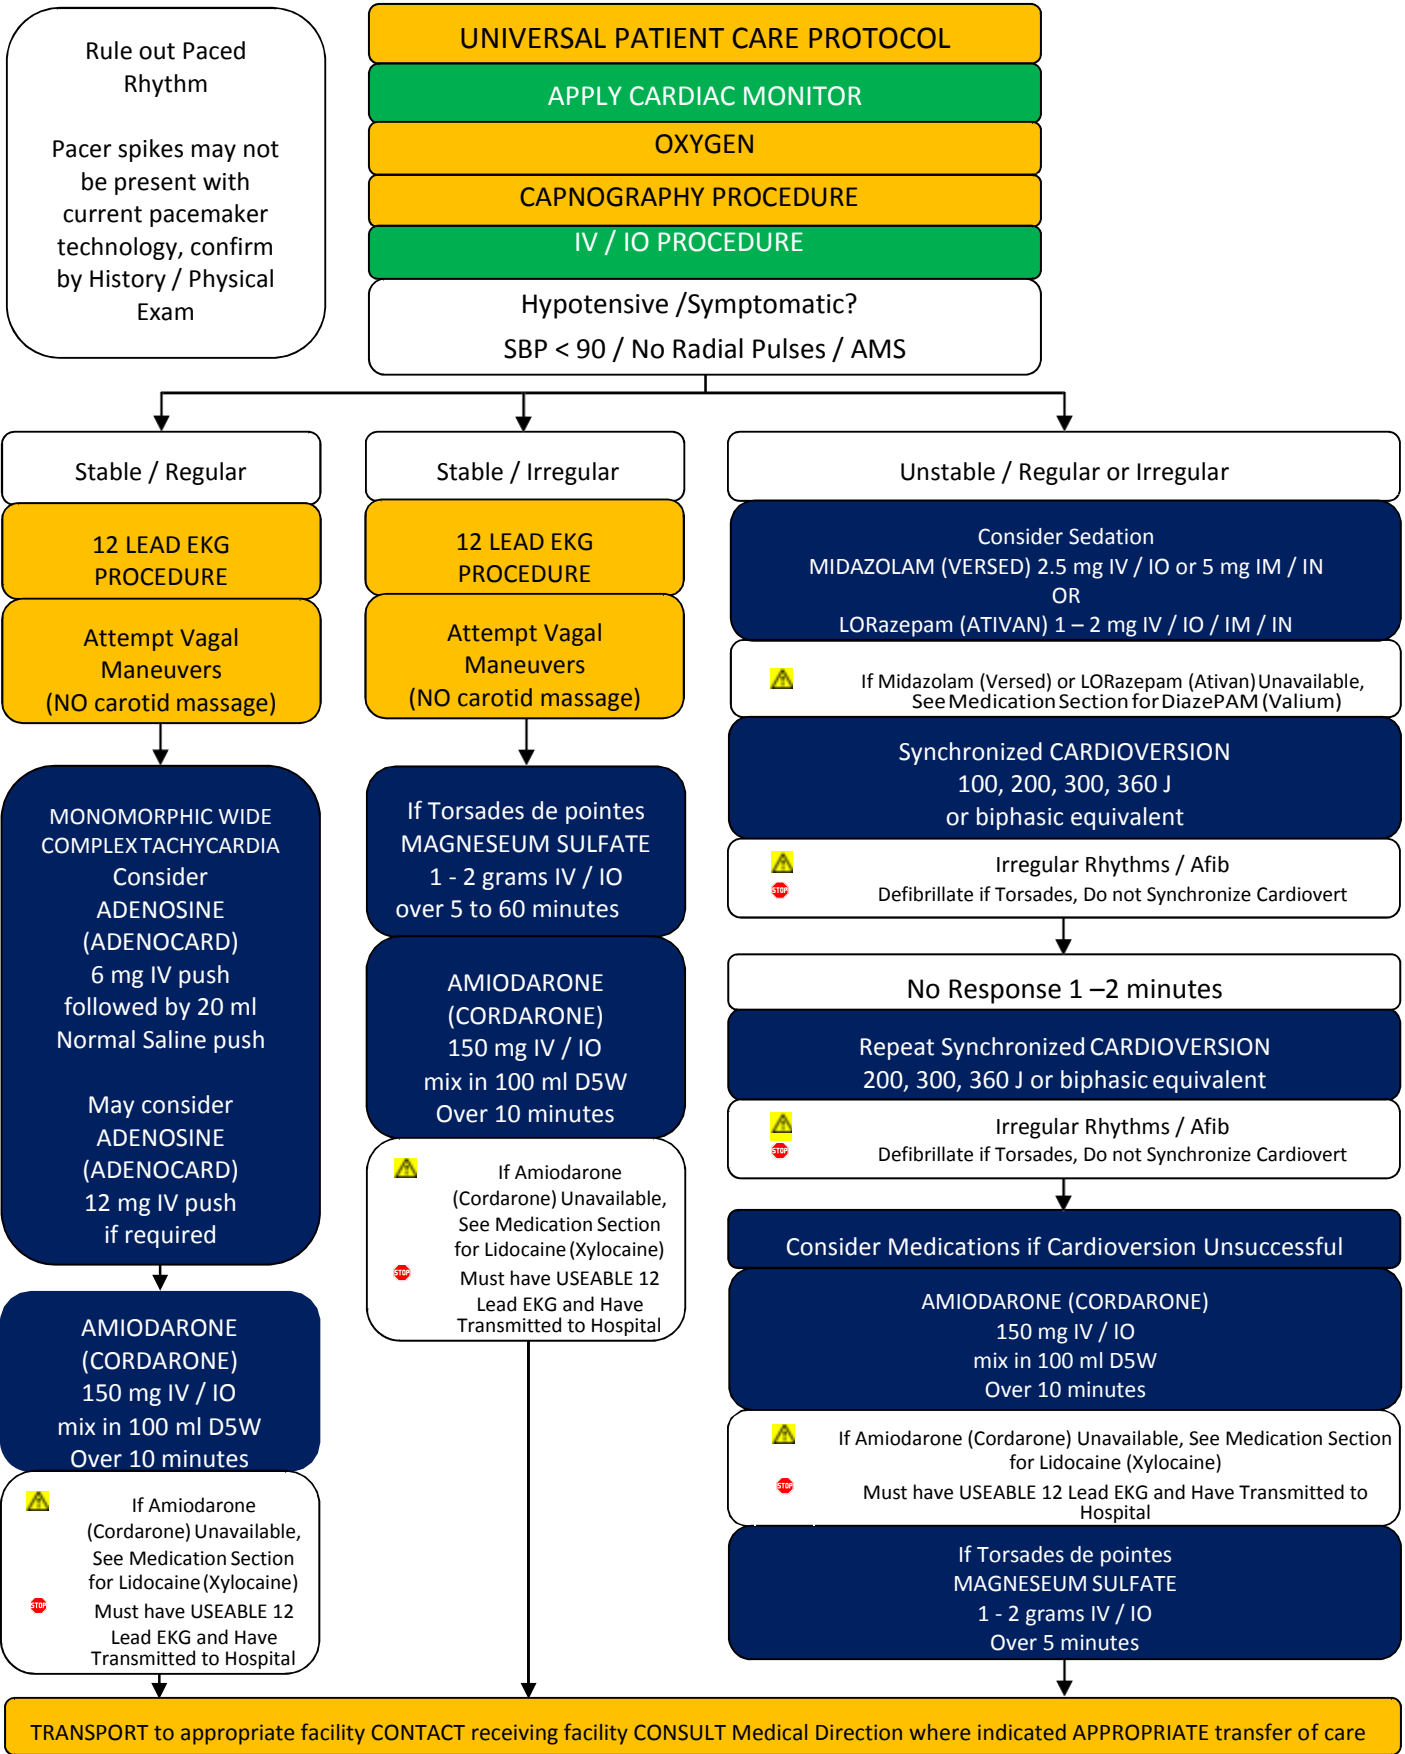 Rule out Paced
Rhythm
Pacer spikes may not
be present with
current pacemaker
technology, confirm
by History / Physical
Exam
UNIVERSAL PATIENT CARE PROTOCOL
APPLY CARDIAC MONITOR
OXYGEN
CAPNOGRAPHY PROCEDURE
IV / IO PROCEDURE
Hypotensive /Symptomatic?
SBP < 90 / No Radial Pulses / AMS
Stable / Regular
12 LEAD EKG
PROCEDURE
Attempt Vagal
Maneuvers
(NO carotid massage)
MONOMORPHIC WIDE
COMPLEX TACHYCARDIA
Consider
ADENOSINE
(ADENOCARD)
6 mg IV push
followed by 20 ml
Normal Saline push
May consider
ADENOSINE
(ADENOCARD)
12 mg IV push
if required
AMIODARONE
(CORDARONE)
150 mg IV / IO
mix in 100 ml D5W
Over 10 minutes
If Amiodarone
(Cordarone) Unavailable,
See Medication Section
for Lidocaine (Xylocaine)
STOP
Must have USEABLE 12
Lead EKG and Have
Transmitted to Hospital
Stable / Irregular
12 LEAD EKG
PROCEDURE
Attempt Vagal
Maneuvers
(NO carotid massage)
If Torsades de pointes
MAGNESEUM SULFATE
1 - 2 grams IV / IO
over 5 to 60 minutes
AMIODARONE
(CORDARONE)
150 mg IV / IO
mix in 100 ml D5W
Over 10 minutes
If Amiodarone
(Cordarone) Unavailable,
See Medication Section
for Lidocaine (Xylocaine)
STOP
Must have USEABLE 12
Lead EKG and Have
Transmitted to Hospital
Unstable / Regular or Irregular
Consider Sedation
MIDAZOLAM (VERSED) 2.5 mg IV / IO or 5 mg IM / IN
OR
LORazepam (ATIVAN) 1 – 2 mg IV / IO / IM / IN
If Midazolam (Versed) or LORazepam (Ativan) Unavailable,
See Medication Section for DiazePAM (Valium)
Synchronized CARDIOVERSION
100, 200, 300, 360 J
or biphasic equivalent
Irregular Rhythms / Afib
STOP
Defibrillate if Torsades, Do not Synchronize Cardiovert
No Response 1 –2 minutes
Repeat Synchronized CARDIOVERSION
200, 300, 360 J or biphasic equivalent
Irregular Rhythms / Afib
STOP
Defibrillate if Torsades, Do not Synchronize Cardiovert
Consider Medications if Cardioversion Unsuccessful
AMIODARONE (CORDARONE)
150 mg IV / IO
mix in 100 ml D5W
Over 10 minutes
If Amiodarone (Cordarone) Unavailable, See Medication Section
for Lidocaine (Xylocaine)
STOP
Must have USEABLE 12 Lead EKG and Have Transmitted to
Hospital
If Torsades de pointes
MAGNESEUM SULFATE
1 - 2 grams IV / IO
Over 5 minutes
TRANSPORT to appropriate facility CONTACT receiving facility CONSULT Medical Direction where indicated APPROPRIATE transfer of care